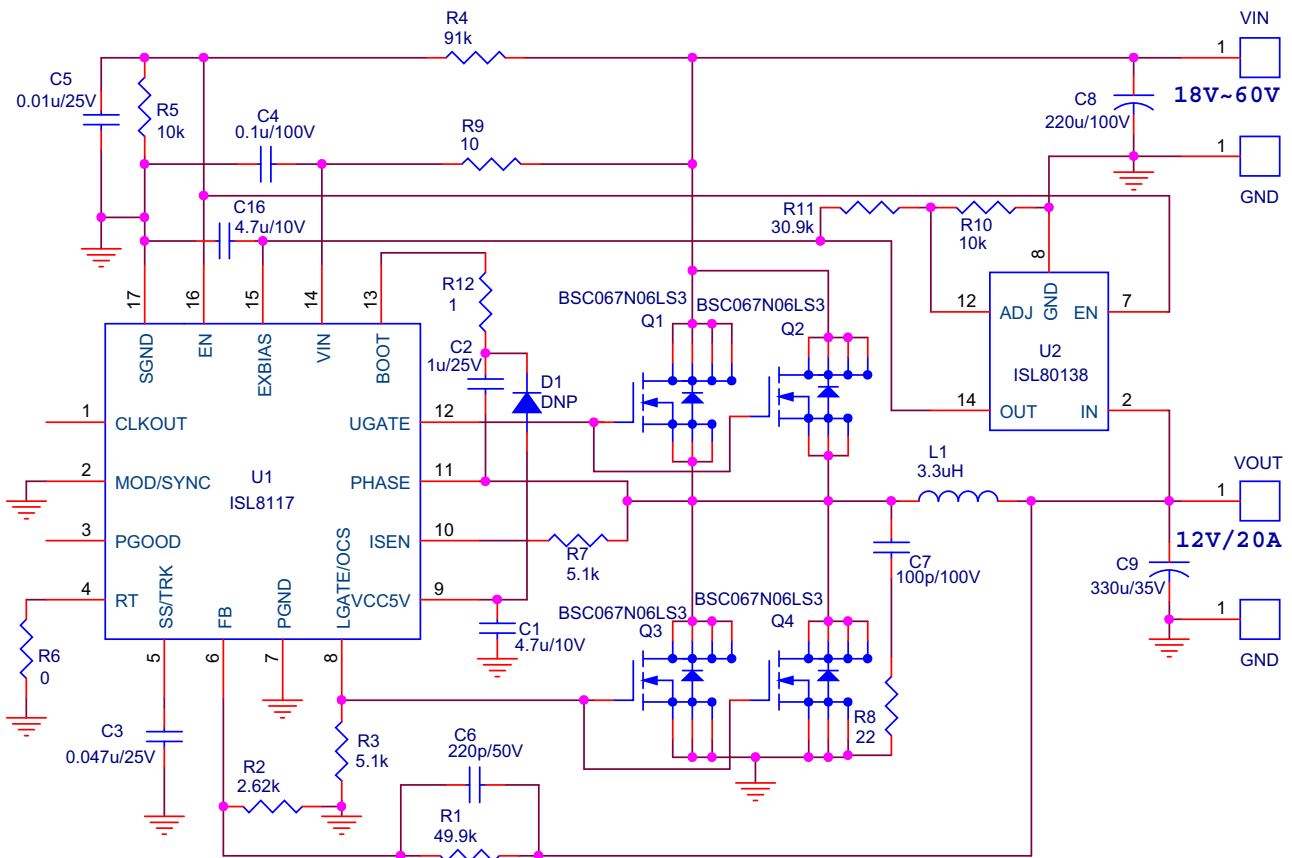 R4
91k
VIN
1
18V~60V
C5
0.01u/25V
R5
10k
C4
0.1u/100V
R9
10
C8
220u/100V
1
GND
C16
4.7u/10V
R11
30.9k
R10
10k
17
16
15
14
13
R12
1
8
BSC067N06LS3
Q1
BSC067N06LS3
Q2
12
ADJ
GND
EN
7
U2
ISL80138
14
OUT
IN
2
SGND
EN
EXBIAS
VIN
BOOT
C2
1u/25V
D1
DNP
1
CLKOUT
UGATE
12
2
MOD/SYNC
U1
ISL8117
PHASE
11
3
PGOOD
ISEN
10
4
RT
SS/TRK
FB
PGND
LGATE/OCS
VCC5V
9
R7
5.1k
L1
3.3uH
VOUT
1
12V/20A
C7
100p/100V
C9
330u/35V
1
GND
C1
4.7u/10V
BSC067N06LS3
Q3
BSC067N06LS3
Q4
R6
0
5
6
7
8
C3
0.047u/25V
R3
5.1k
R8
22
R2
2.62k
C6
220p/50V
R1
49.9k